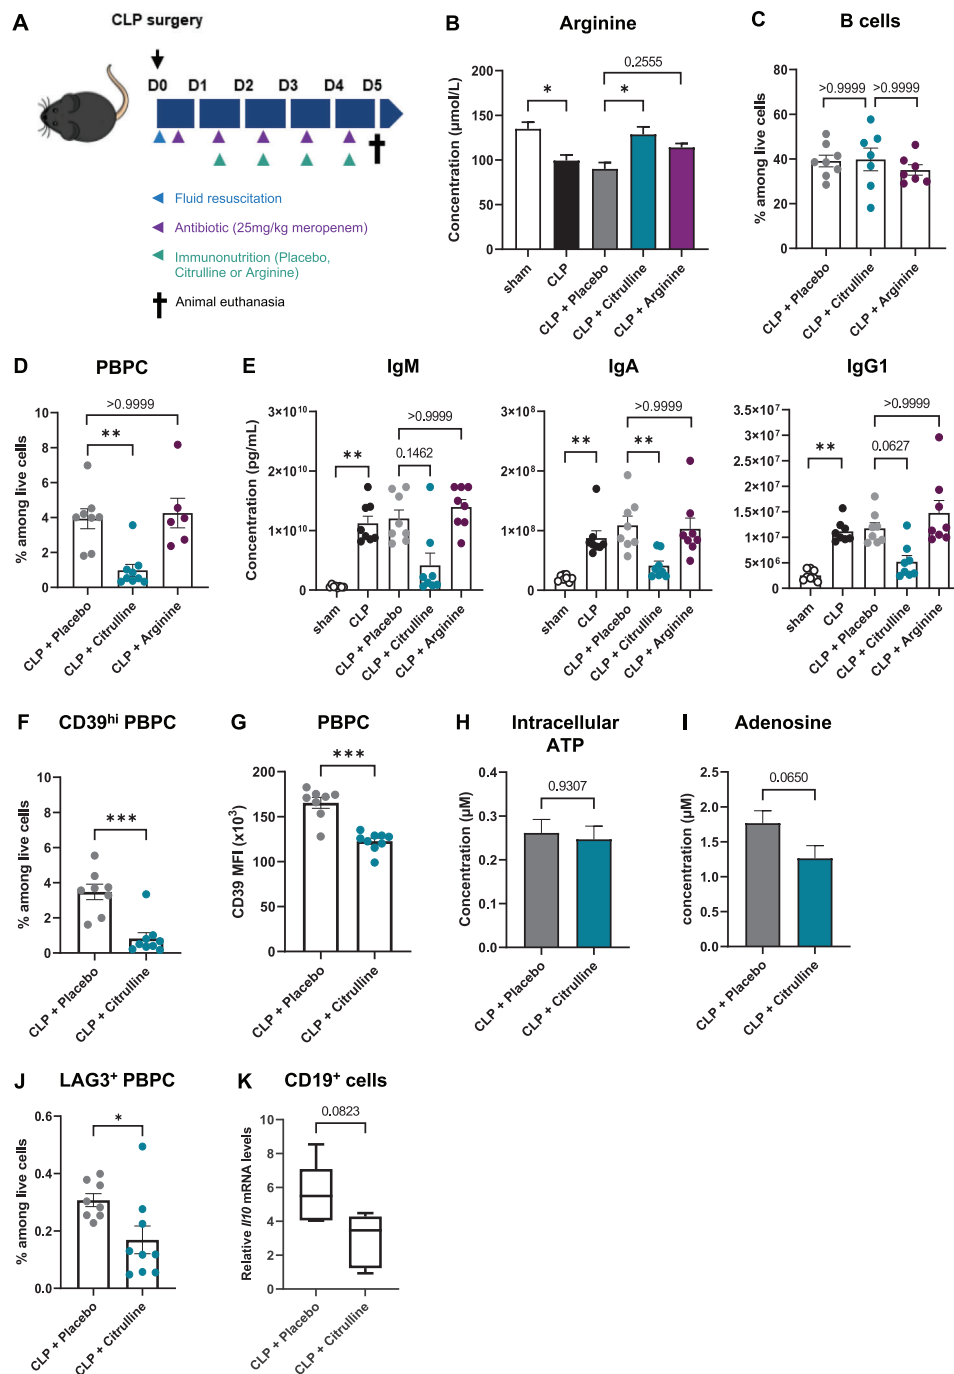 A
CLP surgery
D0 D1 D2 D3 D4 D5
Fluid resuscitation
Antibiotic (25mg/kg meropenem)
Immunonutrition (Placebo,
Citrulline or Arginine)
Animal euthanasia
B
Arginine
Concentration (µmol/L)
200
150
100
50
0
*
*
0.2555
sham
CLP
CLP + Placebo
CLP + Citrulline
CLP + Arginine
C
B cells
% among live cells
80
60
40
20
0
>0.9999
>0.9999
CLP + Placebo
CLP + Citrulline
CLP + Arginine
D
PBPC
% among live cells
10
8
6
4
2
0
>0.9999
**
CLP + Placebo
CLP + Citrulline
CLP + Arginine
E
IgM
Concentration (pg/mL)
3×10¹⁰
2×10¹⁰
1×10¹⁰
0
**
>0.9999
0.1462
sham
CLP
CLP + Placebo
CLP + Citrulline
CLP + Arginine
IgA
3×10⁸
2×10⁸
1×10⁸
0
**
>0.9999
**
sham
CLP
CLP + Placebo
CLP + Citrulline
CLP + Arginine
IgG1
3.5×10⁷
3×10⁷
2.5×10⁷
2×10⁷
1.5×10⁷
1×10⁷
5×10⁶
0
**
>0.9999
0.0627
sham
CLP
CLP + Placebo
CLP + Citrulline
CLP + Arginine
F
CD39ʰⁱ PBPC
% among live cells
10
8
6
4
2
0
***
CLP + Placebo
CLP + Citrulline
G
PBPC
CD39 MFI (x10³)
200
150
100
50
0
***
CLP + Placebo
CLP + Citrulline
H
Intracellular
ATP
Concentration (µM)
0.4
0.3
0.2
0.1
0.0
0.9307
CLP + Placebo
CLP + Citrulline
I
Adenosine
concentration (µM)
2.5
2.0
1.5
1.0
0.5
0.0
0.0650
CLP + Placebo
CLP + Citrulline
J
LAG3⁺ PBPC
% among live cells
0.6
0.4
0.2
0.0
*
CLP + Placebo
CLP + Citrulline
K
CD19⁺ cells
Relative Il10 mRNA levels
10
8
6
4
2
0
0.0823
CLP + Placebo
CLP + Citrulline